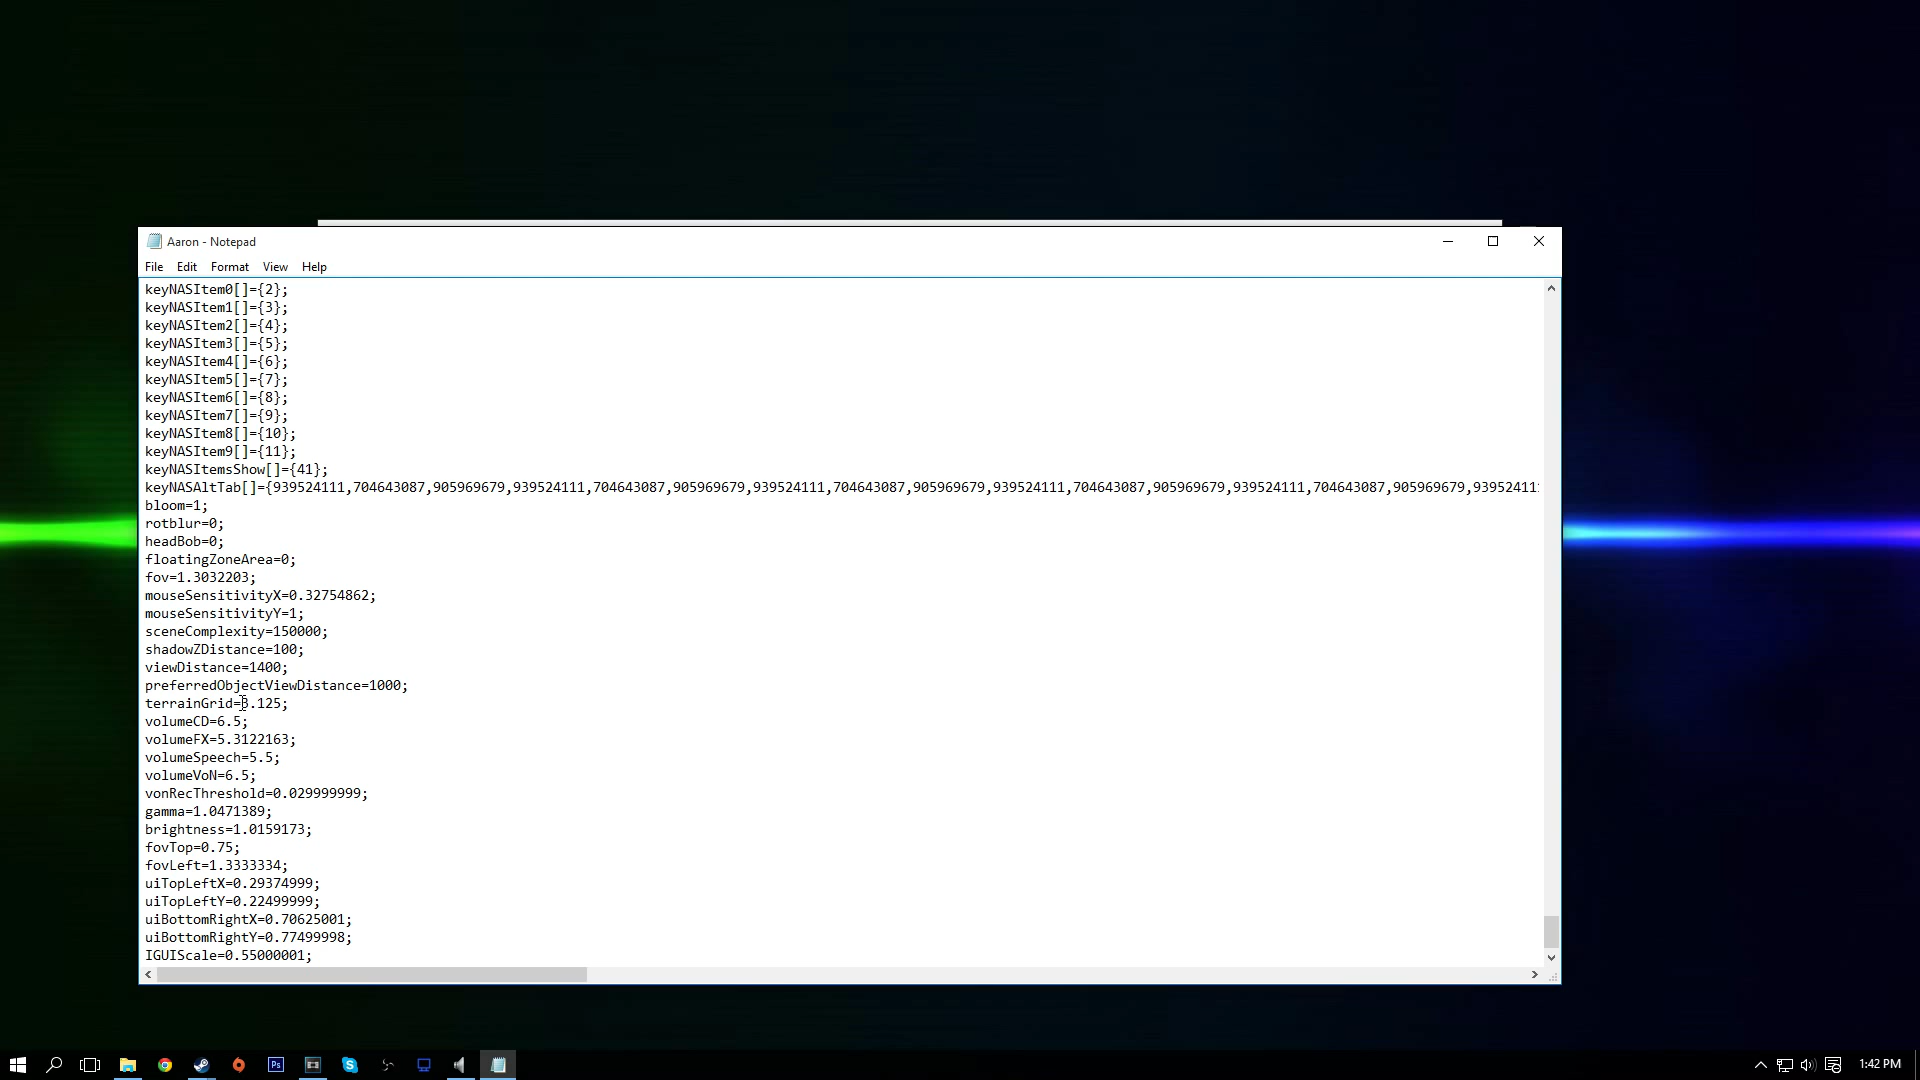 Aaron - Notepad
File Edit Format View Help
keyNASItem0[]={2};
keyNASItem1[]={3};
keyNASItem2[]={4};
keyNASItem3[]={5};
keyNASItem4[]={6};
keyNASItem5[]={7};
keyNASItem6[]={8};
keyNASItem7[]={9};
keyNASItem8[]={10};
keyNASItem9[]={11};
keyNASItemsShow[]={41};
keyNASAltTab[]={939524111,704643087,905969679,939524111,704643087,905969679,939524111,704643087,905969679,939524111,704643087,905969679,939524111,704643087,905969679,939524111
bloom=1;
rotblur=0;
headBob=0;
floatingZoneArea=0;
fov=1.3032203;
mouseSensitivityX=0.32754862;
mouseSensitivityY=1;
sceneComplexity=150000;
shadowZDistance=100;
viewDistance=1400;
preferredObjectViewDistance=1000;
terrainGrid=3.125;
volumeCD=6.5;
volumeFX=5.3122163;
volumeSpeech=5.5;
volumeVoN=6.5;
vonRecThreshold=0.029999999;
gamma=1.0471389;
brightness=1.0159173;
fovTop=0.75;
fovLeft=1.3333334;
uiTopLeftX=0.29374999;
uiTopLeftY=0.22499999;
uiBottomRightX=0.70625001;
uiBottomRightY=0.77499998;
IGUIScale=0.55000001;
Ps
1:42 PM